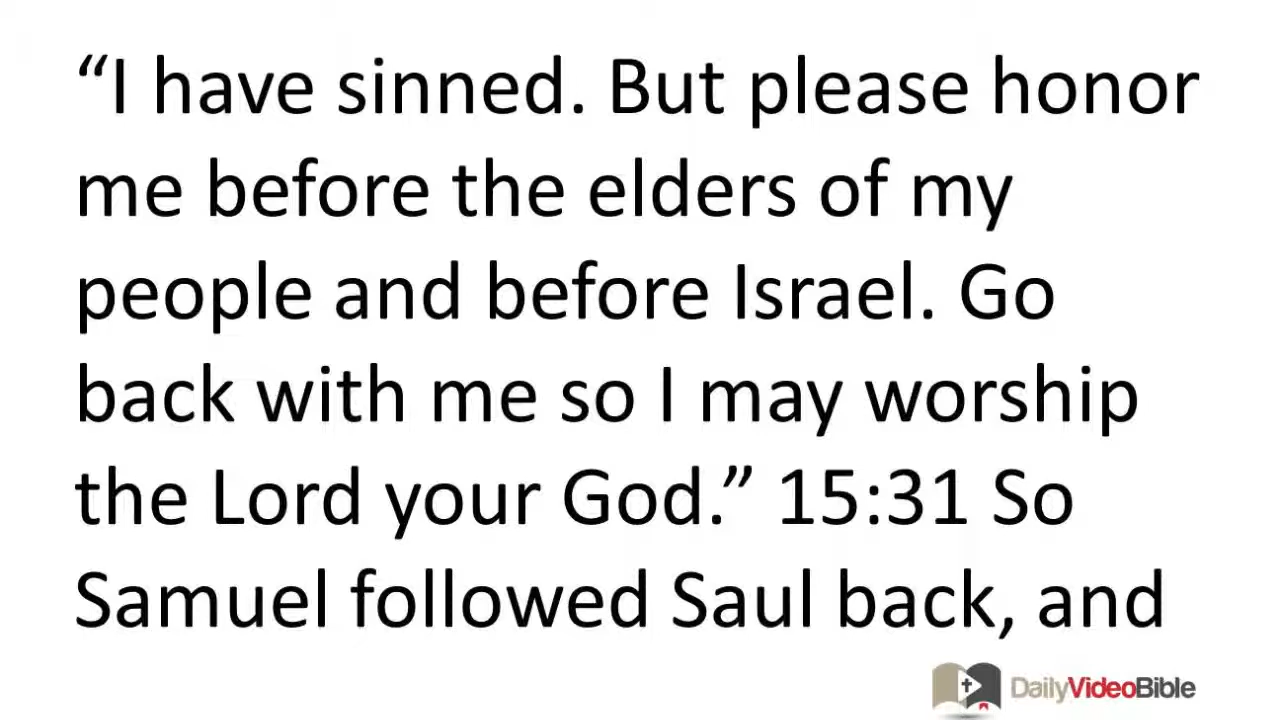 “I have sinned. But please honor
me before the elders of my
people and before Israel. Go
back with me so I may worship
the Lord your God.” 15:31 So
Samuel followed Saul back, and
DailyVideoBible